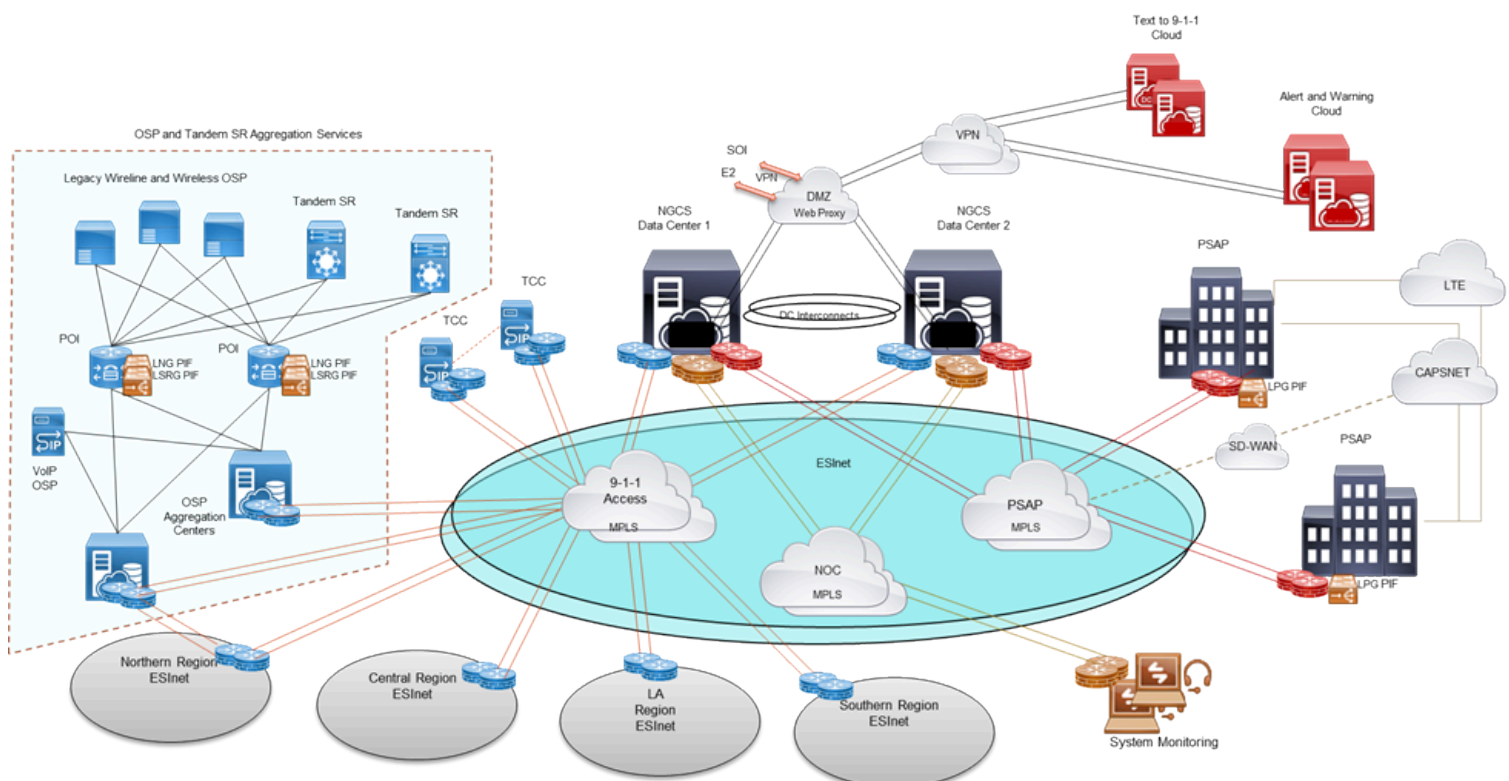 Text to 9-1-1
Cloud
Alert and Warning
Cloud
OSP and Tandem SR Aggregation Services
VPN
SOI
E2
VPN
DMZ
Web Proxy
Legacy Wireline and Wireless OSP
Tandem SR
Tandem SR
NGCS
Data Center 1
NGCS
Data Center 2
PSAP
LTE
TCC
TCC
SIP
SIP
DC Interconnects
POI
POI
LNG PIF
LSRG PIF
LNG PIF
LSRG PIF
CAPSNET
LPG PIF
SIP
VoIP
OSP
SD-WAN
PSAP
ESInet
9-1-1
Access
MPLS
PSAP
MPLS
OSP
Aggregation
Centers
NOC
MPLS
LPG PIF
Northern Region
ESInet
Central Region
ESInet
LA
Region
ESInet
Southern Region
ESInet
System Monitoring